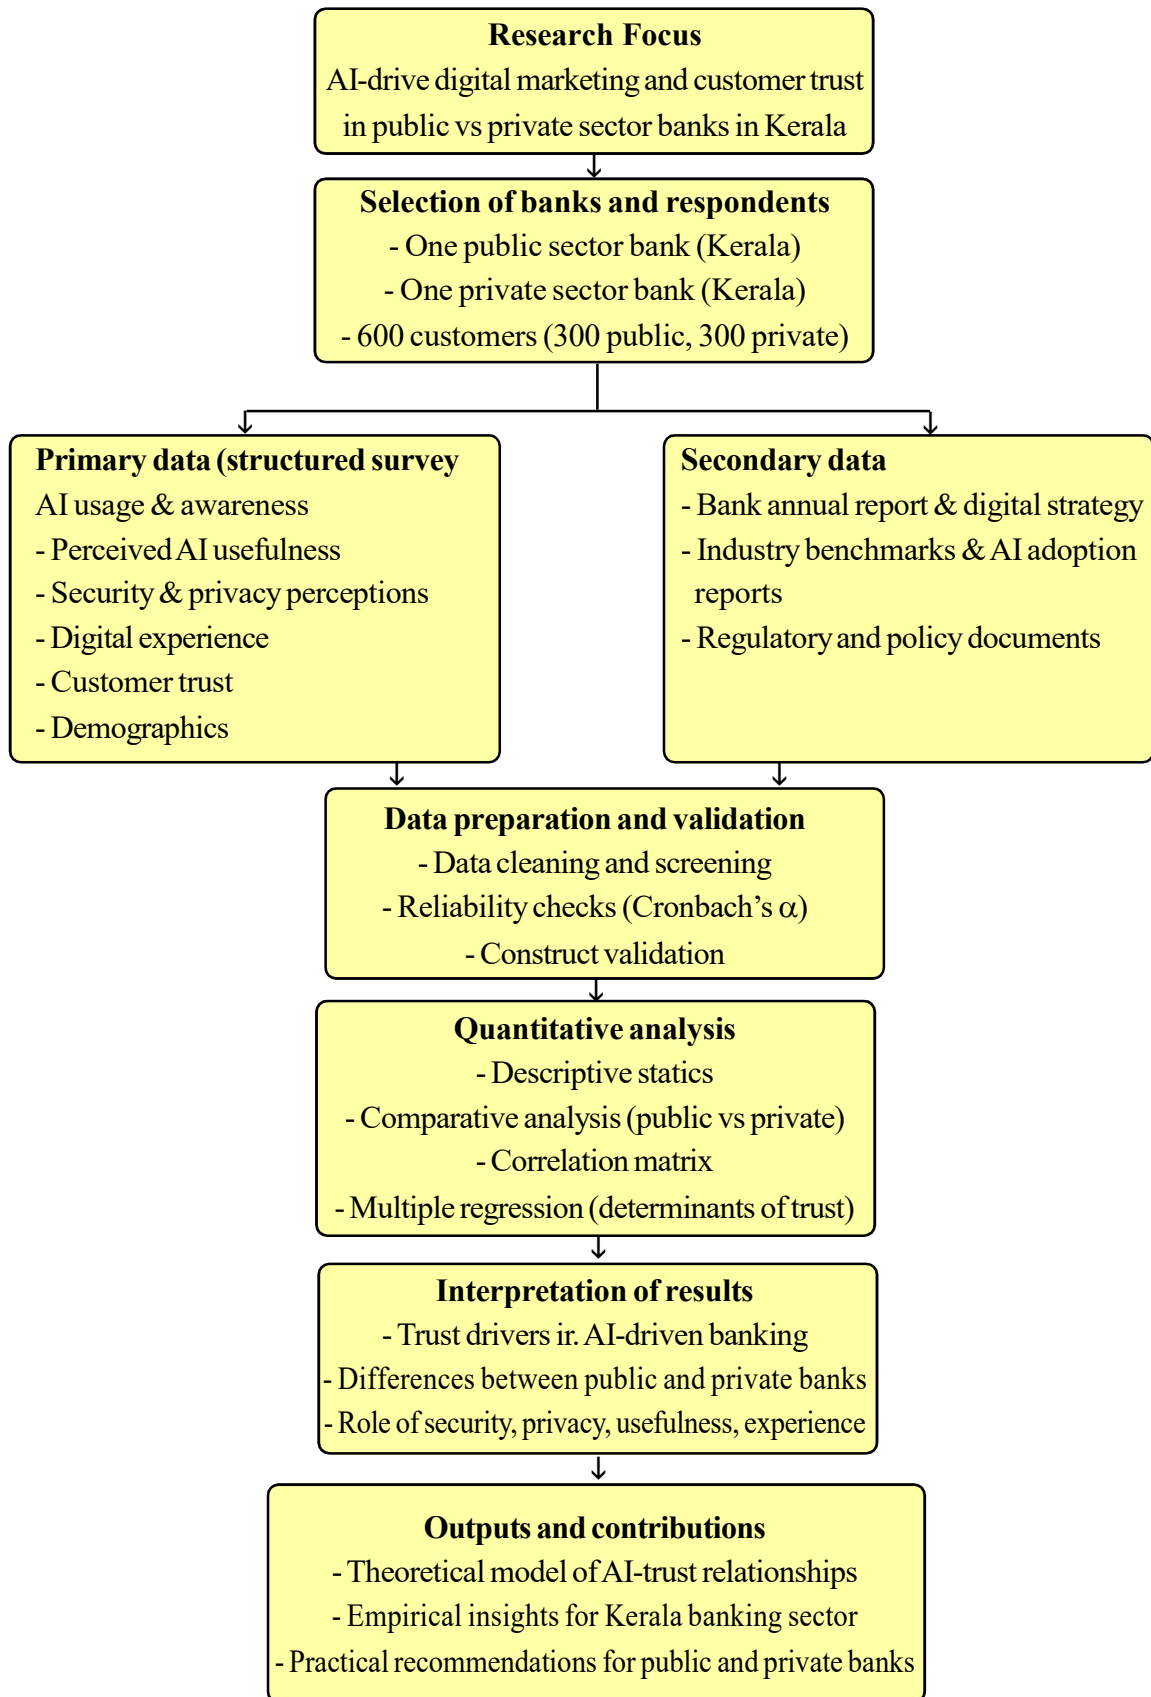 Research Focus
AI-drive digital marketing and customer trust
in public vs private sector banks in Kerala
Selection of banks and respondents
- One public sector bank (Kerala)
- One private sector bank (Kerala)
- 600 customers (300 public, 300 private)
Primary data (structured survey
AI usage & awareness
- Perceived AI usefulness
- Security & privacy perceptions
- Digital experience
- Customer trust
- Demographics
Secondary data
- Bank annual report & digital strategy
- Industry benchmarks & AI adoption
reports
- Regulatory and policy documents
Data preparation and validation
- Data cleaning and screening
- Reliability checks (Cronbach’s α)
- Construct validation
Quantitative analysis
- Descriptive statics
- Comparative analysis (public vs private)
- Correlation matrix
- Multiple regression (determinants of trust)
Interpretation of results
- Trust drivers ir. AI-driven banking
- Differences between public and private banks
- Role of security, privacy, usefulness, experience
Outputs and contributions
- Theoretical model of AI-trust relationships
- Empirical insights for Kerala banking sector
- Practical recommendations for public and private banks